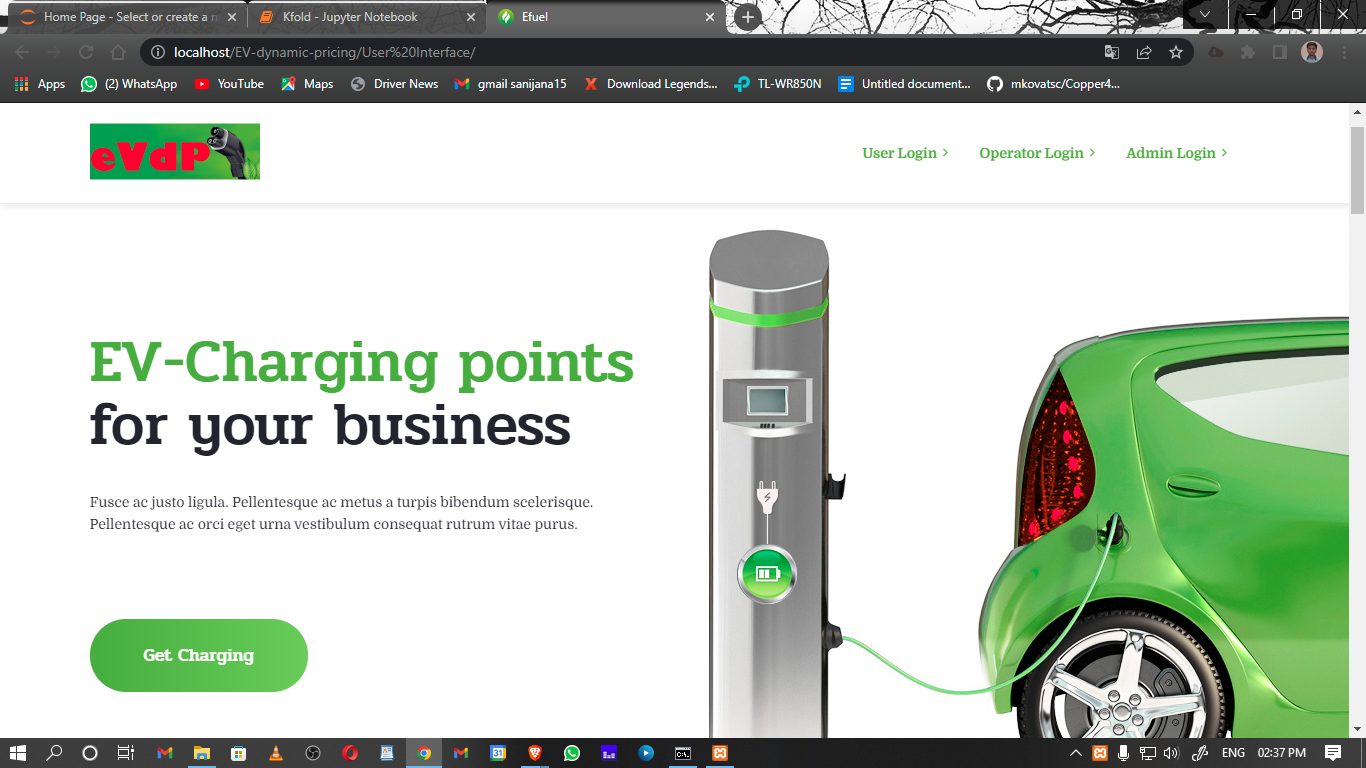 Home Page - Select or create a n
Kfold - Jupyter Notebook
Efuel
localhost/EV-dynamic-pricing/User%20Interface/
Apps
(2) WhatsApp
YouTube
Maps
Driver News
gmail sanijana15
Download Legends...
TL-WR850N
Untitled document...
mkovatsc/Copper4...
eVdP
User Login
Operator Login
Admin Login
EV-Charging points
for your business
Fusce ac justo ligula. Pellentesque ac metus a turpis bibendum scelerisque.
Pellentesque ac orci eget urna vestibulum consequat rutrum vitae purus.
Get Charging
31
C:\.
ENG
02:37 PM